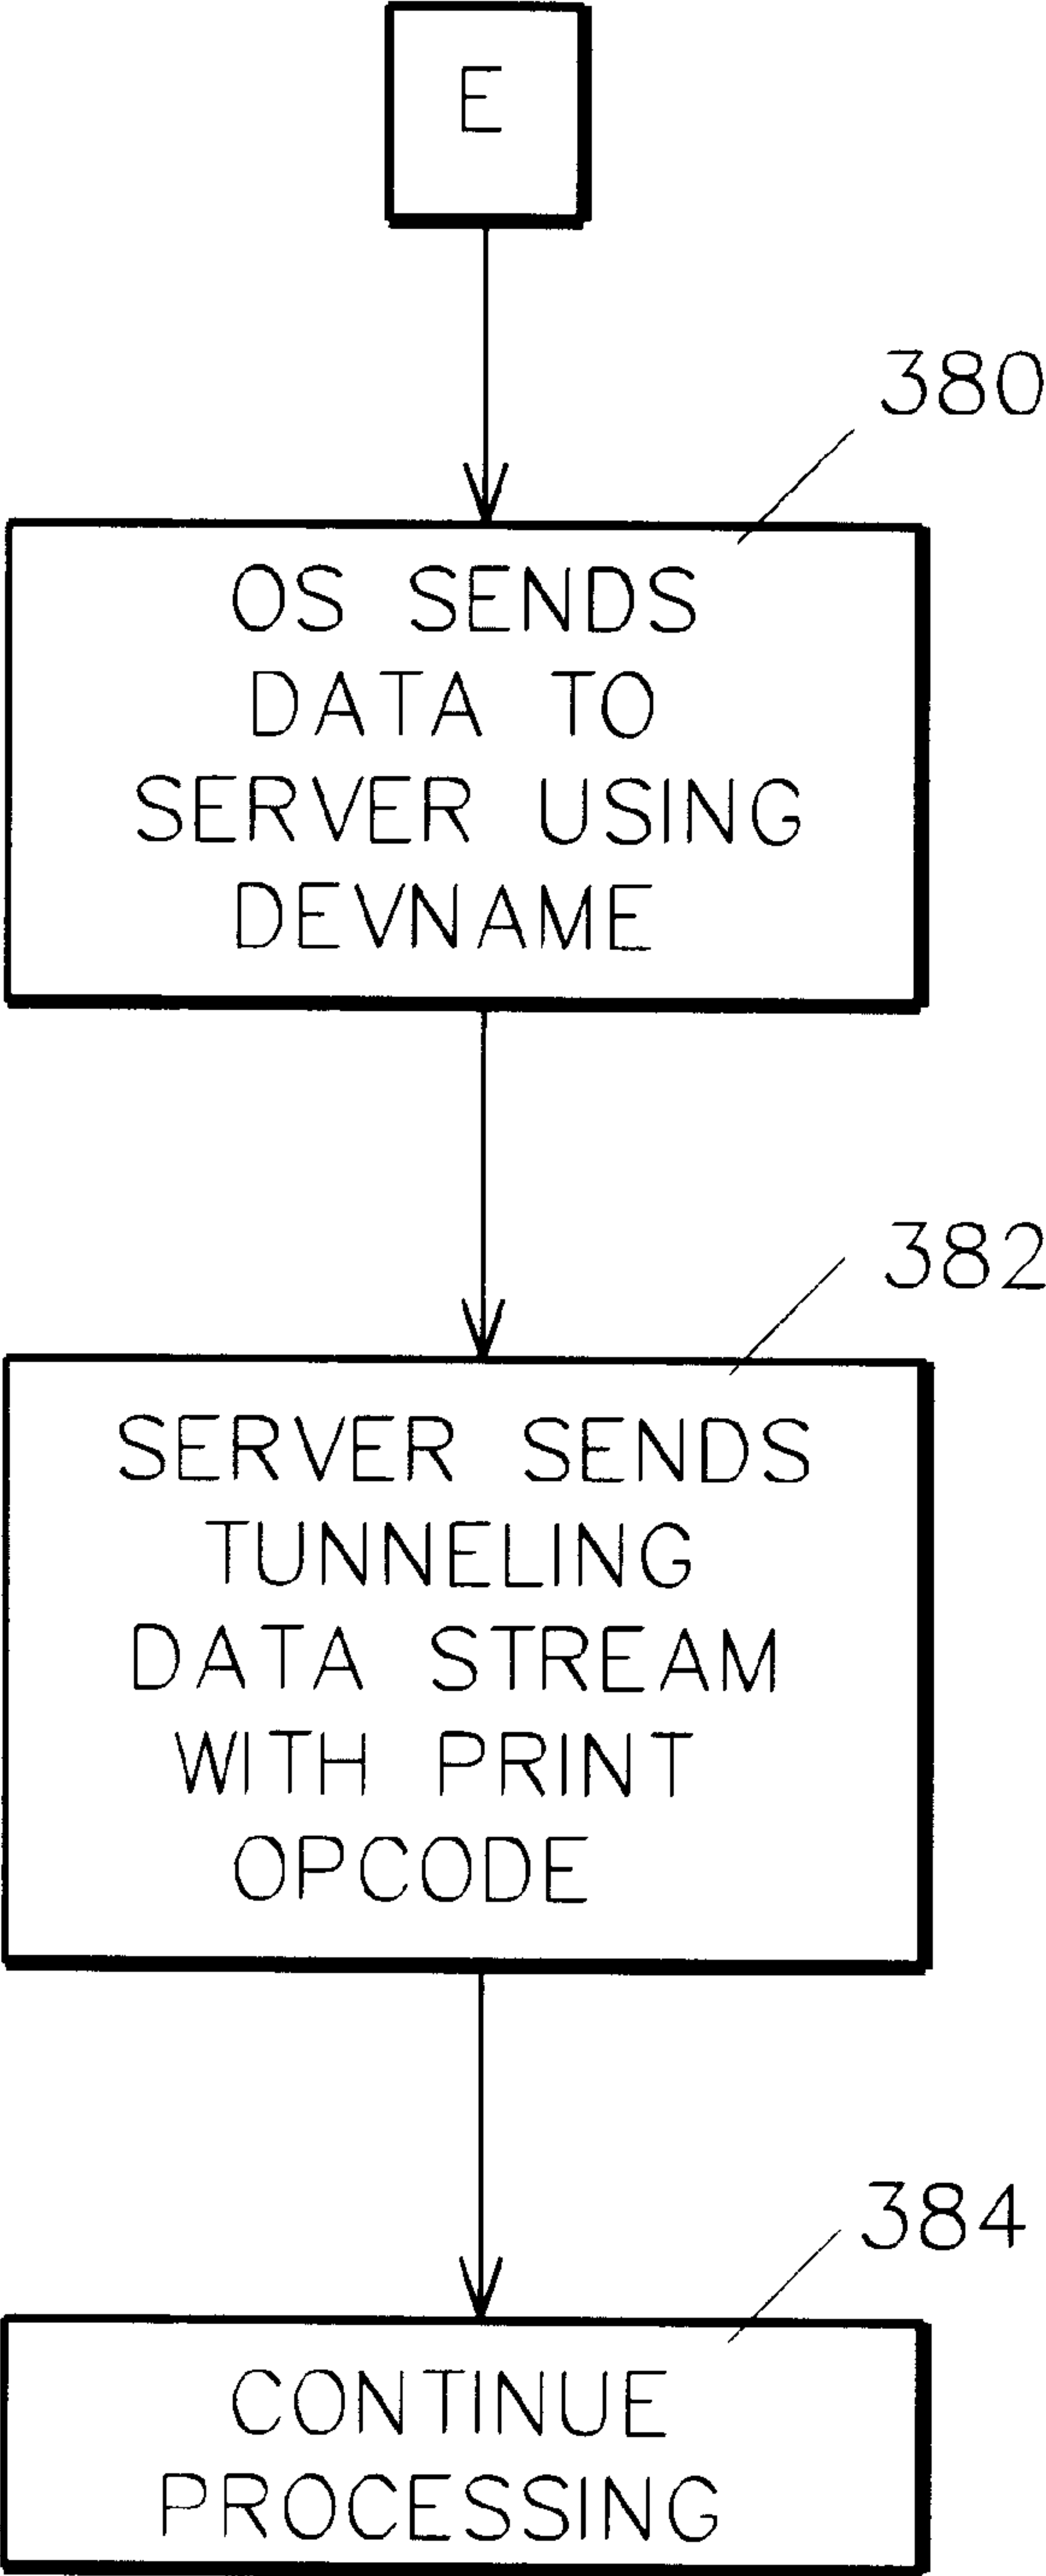 E
380
OS SENDS
DATA TO
SERVER USING
DEVNAME
382
SERVER SENDS
TUNNELING
DATA STREAM
WITH PRINT
OPCODE
384
CONTINUE
PROCESSING